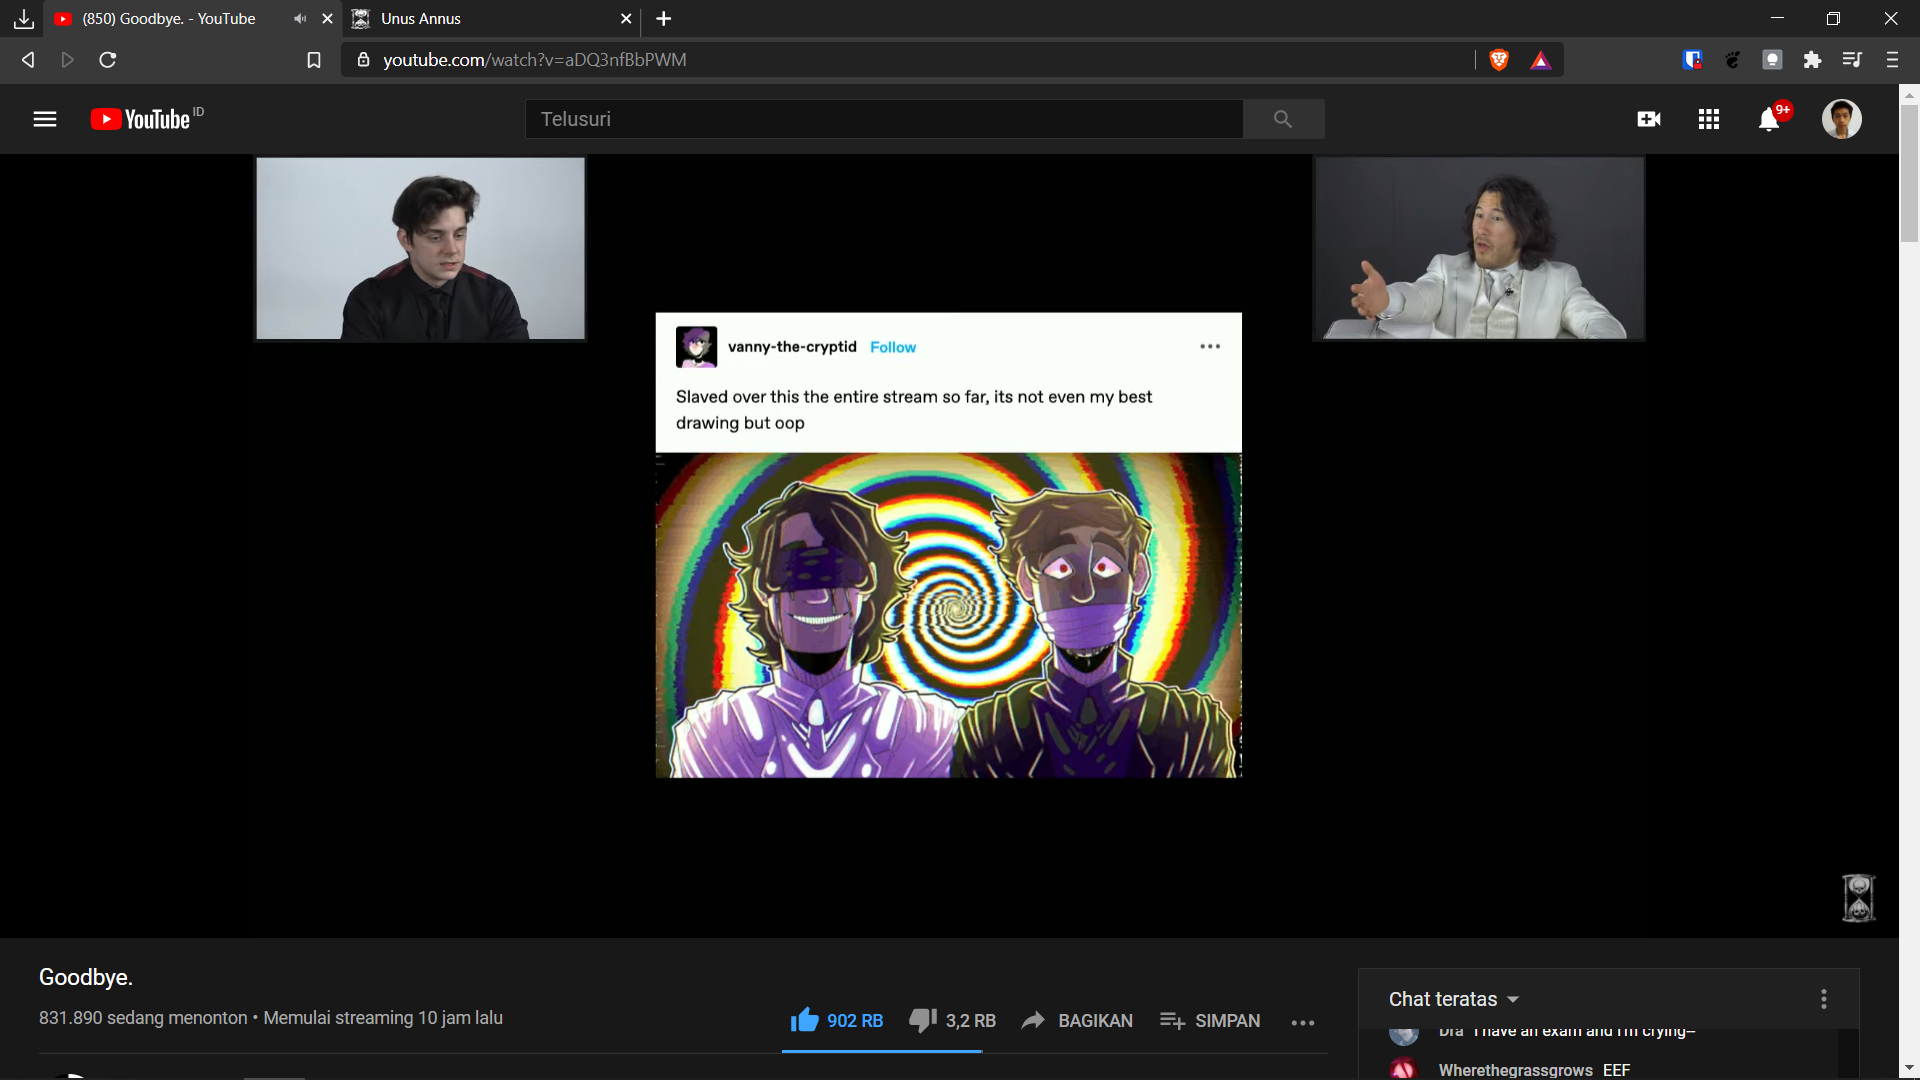 (850) Goodbye. - YouTube
Unus Annus
youtube.com/watch?v=aDQ3nfBbPWM
YouTube ID
Telusuri
9+
vanny-the-cryptid Follow
Slaved over this the entire stream so far, its not even my best
drawing but oop
Goodbye.
831.890 sedang menonton • Memulai streaming 10 jam lalu
902 RB
3,2 RB
BAGIKAN
SIMPAN
Chat teratas
Dra I have an exam and I'm crying--
Wherethegrassgrows EEF